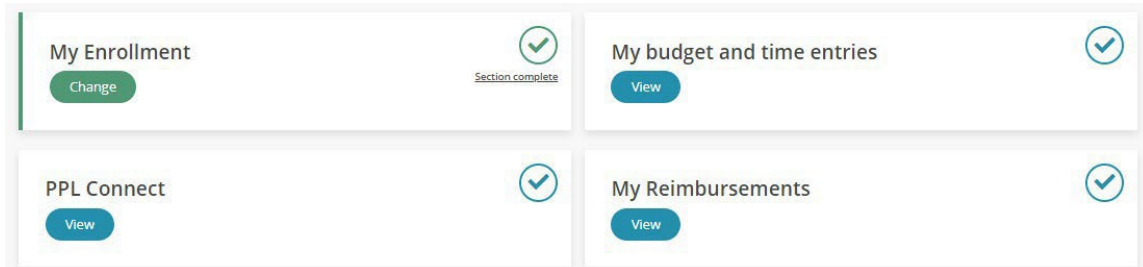 My Enrollment
Change
Section complete
My budget and time entries
View
PPL Connect
View
My Reimbursements
View